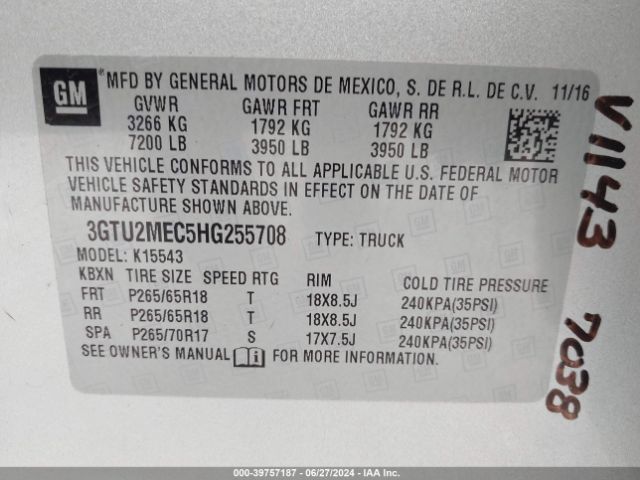 GM
® MFD BY GENERAL MOTORS DE MEXICO, S. DE R.L. DE C.V. 11/16
GVWR GAWR FRT GAWR RR
3266 KG 1792 KG 1792 KG
7200 LB 3950 LB 3950 LB
THIS VEHICLE CONFORMS TO ALL APPLICABLE U.S. FEDERAL MOTOR
VEHICLE SAFETY STANDARDS IN EFFECT ON THE DATE OF
MANUFACTURE SHOWN ABOVE.
3GTU2MEC5HG255708 TYPE: TRUCK
MODEL: K15543
KBXN TIRE SIZE SPEED RTG RIM COLD TIRE PRESSURE
FRT P265/65R18 T 18X8.5J 240KPA(35PSI)
RR P265/65R18 T 18X8.5J 240KPA(35PSI)
SPA P265/70R17 S 17X7.5J 240KPA(35PSI)
SEE OWNER'S MANUAL FOR MORE INFORMATION.
V1143 7038
000-39757187 - 06/27/2024 - IAA Inc.